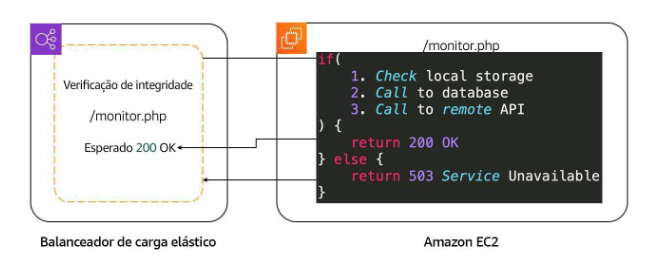 Verificação de integridade
/monitor.php
Esperado 200 OK
Balanceador de carga elástico
/monitor.php
if(
1. Check local storage
2. Call to database
3. Call to remote API
) {
return 200 OK
} else {
return 503 Service Unavailable
}
Amazon EC2